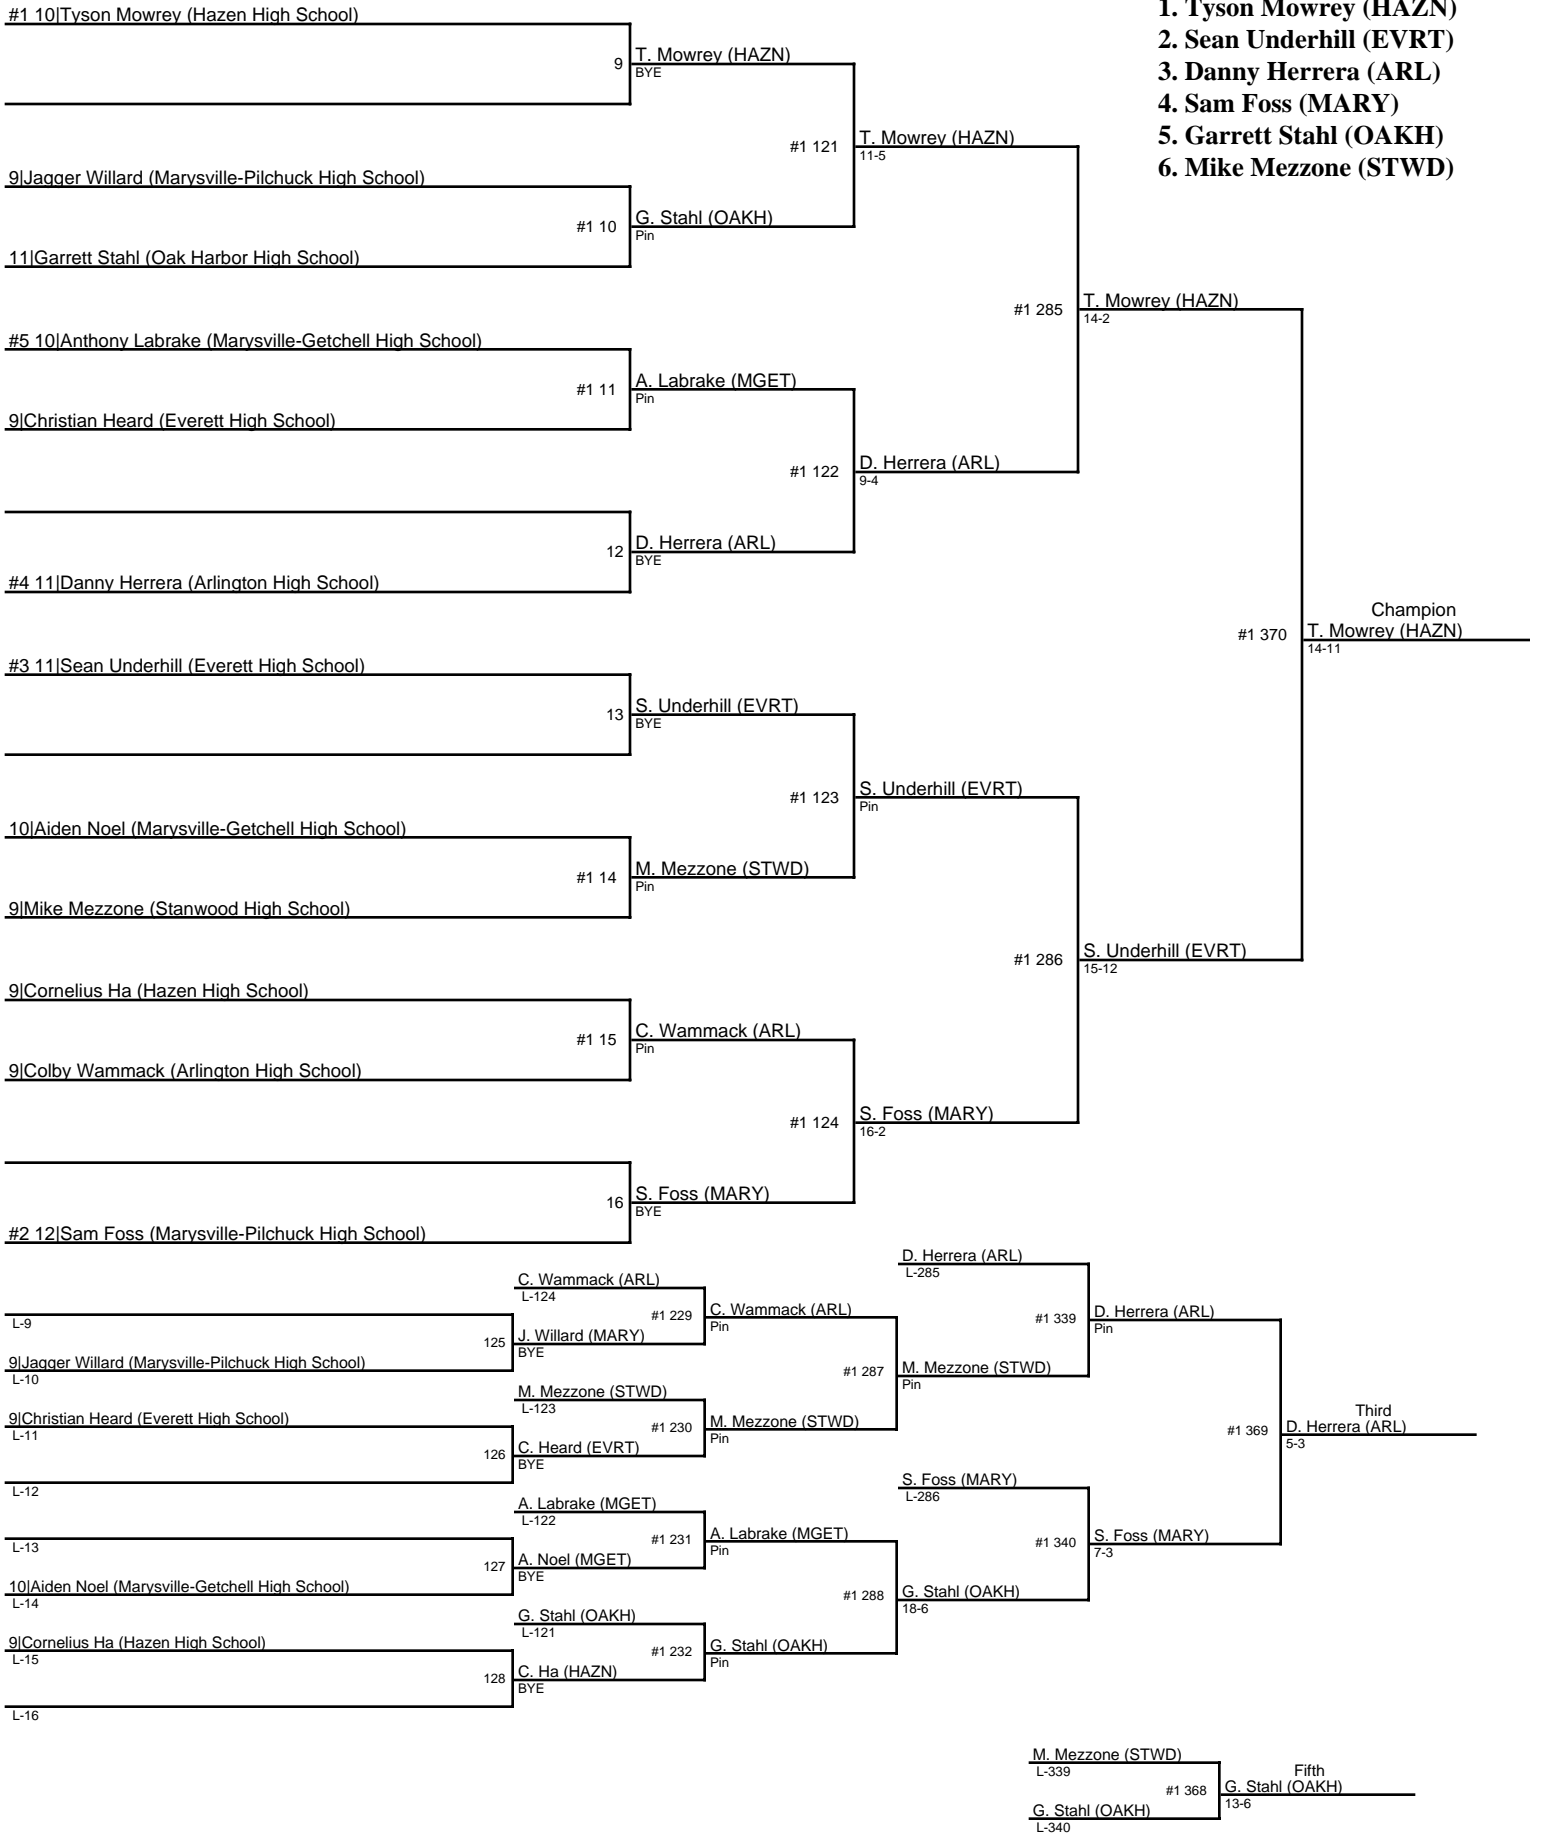 #1 10|Tyson Mowrey (Hazen High School)
1. Tyson Mowrey (HAZN)
2. Sean Underhill (EVRT)
3. Danny Herrera (ARL)
4. Sam Foss (MARY)
5. Garrett Stahl (OAKH)
6. Mike Mezzone (STWD)
9
T. Mowrey (HAZN)
BYE
#1 121
T. Mowrey (HAZN)
11-5
9|Jagger Willard (Marysville-Pilchuck High School)
#1 10
G. Stahl (OAKH)
Pin
11|Garrett Stahl (Oak Harbor High School)
#1 285
T. Mowrey (HAZN)
14-2
#5 10|Anthony Labrake (Marysville-Getchell High School)
#1 11
A. Labrake (MGET)
Pin
9|Christian Heard (Everett High School)
#1 122
D. Herrera (ARL)
9-4
12
D. Herrera (ARL)
BYE
#4 11|Danny Herrera (Arlington High School)
Champion
#1 370
T. Mowrey (HAZN)
14-11
#3 11|Sean Underhill (Everett High School)
13
S. Underhill (EVRT)
BYE
#1 123
S. Underhill (EVRT)
Pin
10|Aiden Noel (Marysville-Getchell High School)
#1 14
M. Mezzone (STWD)
Pin
9|Mike Mezzone (Stanwood High School)
#1 286
S. Underhill (EVRT)
15-12
9|Cornelius Ha (Hazen High School)
#1 15
C. Wammack (ARL)
Pin
9|Colby Wammack (Arlington High School)
#1 124
S. Foss (MARY)
16-2
16
S. Foss (MARY)
BYE
#2 12|Sam Foss (Marysville-Pilchuck High School)
D. Herrera (ARL)
L-285
C. Wammack (ARL)
L-124
#1 229
C. Wammack (ARL)
Pin
L-9
125
J. Willard (MARY)
BYE
9|Jagger Willard (Marysville-Pilchuck High School)
L-10
#1 339
D. Herrera (ARL)
Pin
#1 287
M. Mezzone (STWD)
Pin
M. Mezzone (STWD)
L-123
#1 230
M. Mezzone (STWD)
Pin
9|Christian Heard (Everett High School)
L-11
126
C. Heard (EVRT)
BYE
L-12
Third
#1 369
D. Herrera (ARL)
5-3
S. Foss (MARY)
L-286
A. Labrake (MGET)
L-122
#1 231
A. Labrake (MGET)
Pin
L-13
127
A. Noel (MGET)
BYE
10|Aiden Noel (Marysville-Getchell High School)
L-14
#1 340
S. Foss (MARY)
7-3
#1 288
G. Stahl (OAKH)
18-6
G. Stahl (OAKH)
L-121
#1 232
G. Stahl (OAKH)
Pin
9|Cornelius Ha (Hazen High School)
L-15
128
C. Ha (HAZN)
BYE
L-16
M. Mezzone (STWD)
L-339
Fifth
#1 368
G. Stahl (OAKH)
13-6
G. Stahl (OAKH)
L-340